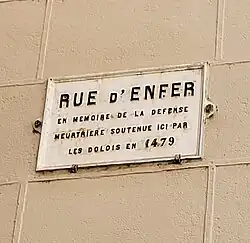 RUE D'ENFER
EN MEMOIRE DE LA DEFENSE
MEURTRIERE SOUTENUE ICI PAR
LES DOLOIS EN 1479